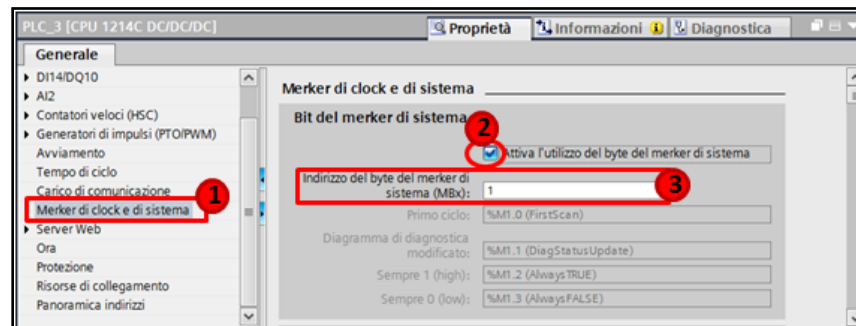 PLC_3 [CPU 1214C DC/DC/DC]
Proprietà
Informazioni
Diagnostica
Generale
DI14/DQ10
AI2
Contatori veloci (HSC)
Generatori di impulsi (PTO/PWM)
Avviamento
Tempo di ciclo
Carico di comunicazione
Merker di clock e di sistema
Server Web
Ora
Protezione
Risorse di collegamento
Panoramica indirizzi
1
Merker di clock e di sistema
Bit del merker di sistema
2
Attiva l'utilizzo del byte del merker di sistema
Indirizzo del byte del merker di
sistema (MBx):
1
3
Primo ciclo:
%M1.0 (FirstScan)
Diagramma di diagnostica
modificato:
%M1.1 (DiagStatusUpdate)
Sempre 1 (high):
%M1.2 (AlwaysTRUE)
Sempre 0 (low):
%M1.3 (AlwaysFALSE)